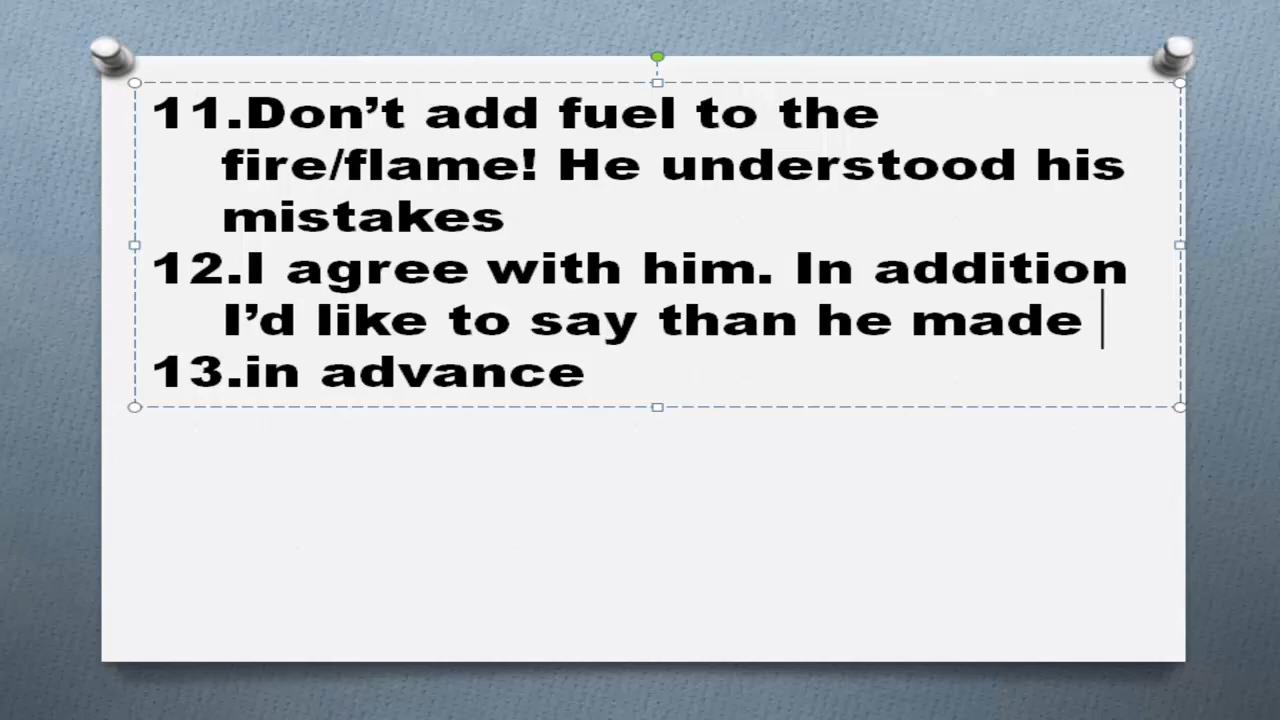 11.Don’t add fuel to the
fire/flame! He understood his
mistakes
12.I agree with him. In addition
I’d like to say than he made
13.in advance